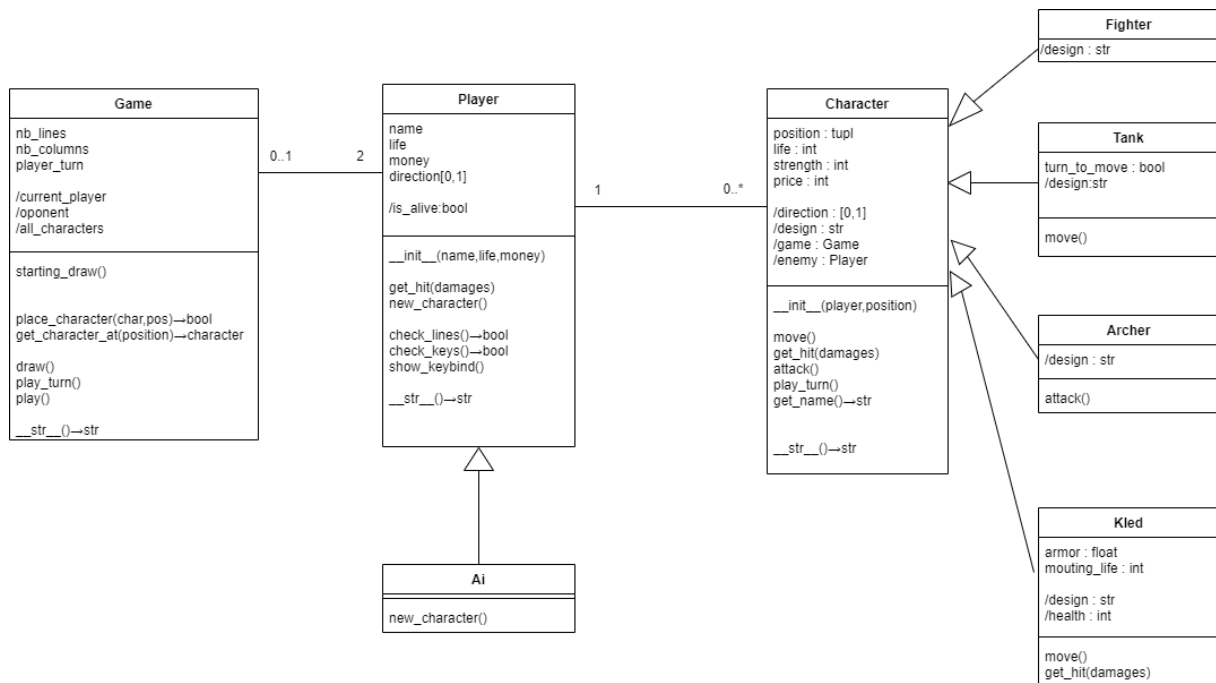 Game
nb_lines
nb_columns
player_turn
/current_player
/oponent
/all_characters
starting_draw()
place_character(char,pos)→bool
get_character_at(position)→character
draw()
play_turn()
play()
__str__()→str
0..1
2
Player
name
life
money
direction[0,1]
/is_alive:bool
__init__(name,life,money)
get_hit(damages)
new_character()
check_lines()→bool
check_keys()→bool
show_keybind()
__str__()→str
Ai
new_character()
1
0..*
Character
position : tupl
life : int
strength : int
price : int
/direction : [0,1]
/design : str
/game : Game
/enemy : Player
__init__(player,position)
move()
get_hit(damages)
attack()
play_turn()
get_name()→str
__str__()→str
Fighter
/design : str
Tank
turn_to_move : bool
/design:str
move()
Archer
/design : str
attack()
Kled
armor : float
mouting_life : int
/design : str
/health : int
move()
get_hit(damages)